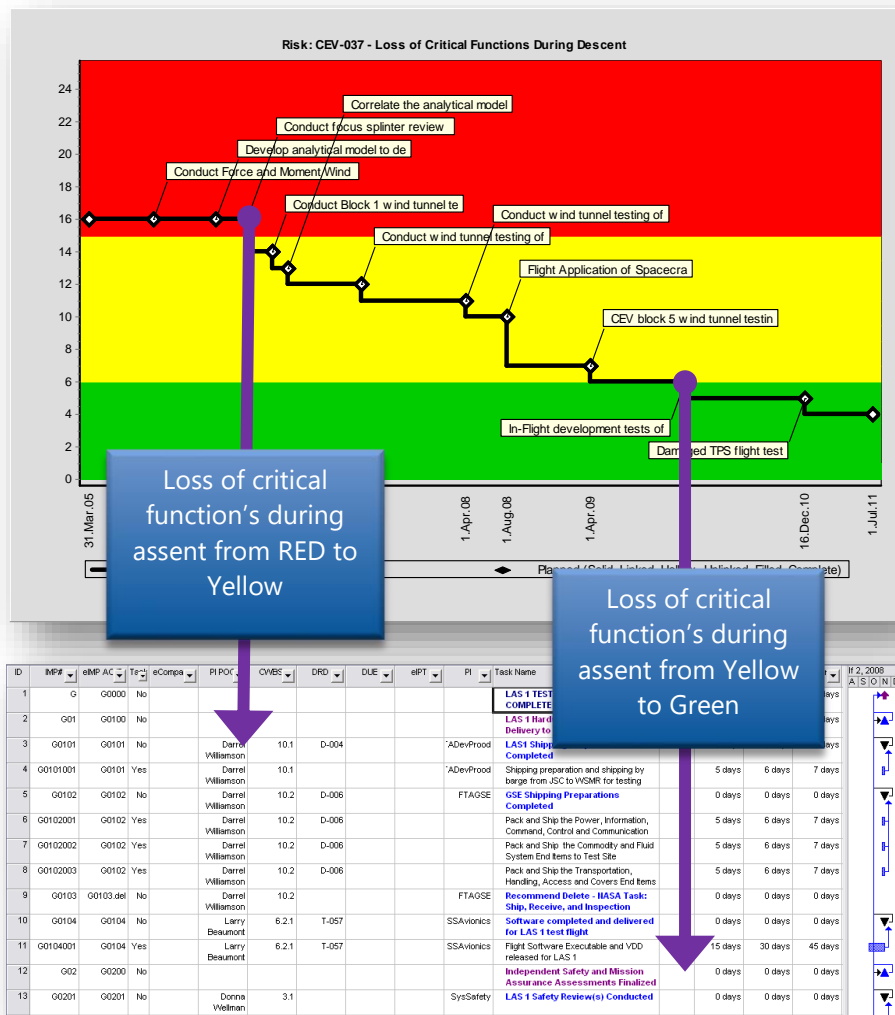 Risk: CEV-037 - Loss of Critical Functions During Descent
24
22
20
18
16
14
12
10
8
6
4
2
0
Correlate the analytical model
Conduct focus splinter review
Develop analytical model to de
Conduct Force and Moment Wind
Conduct Block 1 wind tunnel te
Conduct wind tunnel testing of
Conduct wind tunnel testing of
Flight Application of Spacecra
CEV block 5 wind tunnel testin
In-Flight development tests of
Damaged TPS flight test
31.Mar.05
1.Apr.08
1.Aug.08
1.Apr.09
16.Dec.10
1.Jul.11
Loss of critical
function's during
assent from RED to
Yellow
Loss of critical
function's during
assent from Yellow
to Green
ID IMP# eIMP AC Test eCompa PI POC CWBS DRD DUE eIPT PI Task Name lf 2, 2008
A S O N D
1 G G0000 No LAS 1 TEST days
COMPLETE
2 G01 G0100 No LAS 1 Hard days
Delivery to
3 G0101 G0101 No Darrel 10.1 D-004 'ADevProod LAS1 Shipp days
Williamson Completed
4 G0101001 G0101 Yes Darrel 10.1 'ADevProod Shipping preparation and shipping by 5 days 6 days 7 days
Williamson barge from JSC to WSMR for testing
5 G0102 G0102 No Darrel 10.2 D-006 FTAGSE GSE Shipping Preparations 0 days 0 days 0 days
Williamson Completed
6 G0102001 G0102 Yes Darrel 10.2 D-006 Pack and Ship the Power, Information, 5 days 6 days 7 days
Williamson Command, Control and Communication
7 G0102002 G0102 Yes Darrel 10.2 D-006 Pack and Ship the Commodity and Fluid 5 days 6 days 7 days
Williamson System End Items to Test Site
8 G0102003 G0102 Yes Darrel 10.2 D-006 Pack and Ship the Transportation, 5 days 6 days 7 days
Williamson Handling, Access and Covers End Items
9 G0103 G0103.del No Darrel 10.2 FTAGSE Recommend Delete - NASA Task: 0 days 0 days 0 days
Williamson Ship, Receive, and Inspection
10 G0104 G0104 No Larry 6.2.1 T-057 SSAvionics Software completed and delivered 0 days 0 days 0 days
Beaumont for LAS 1 test flight
11 G0104001 G0104 Yes Larry 6.2.1 T-057 SSAvionics Flight Software Executable and VDD 15 days 30 days 45 days
Beaumont released for LAS 1
12 G02 G0200 No Independent Safety and Mission 0 days 0 days 0 days
Assurance Assessments Finalized
13 G0201 G0201 No Donna 3.1 SysSafety LAS 1 Safety Review(s) Conducted 0 days 0 days 0 days
Wellman